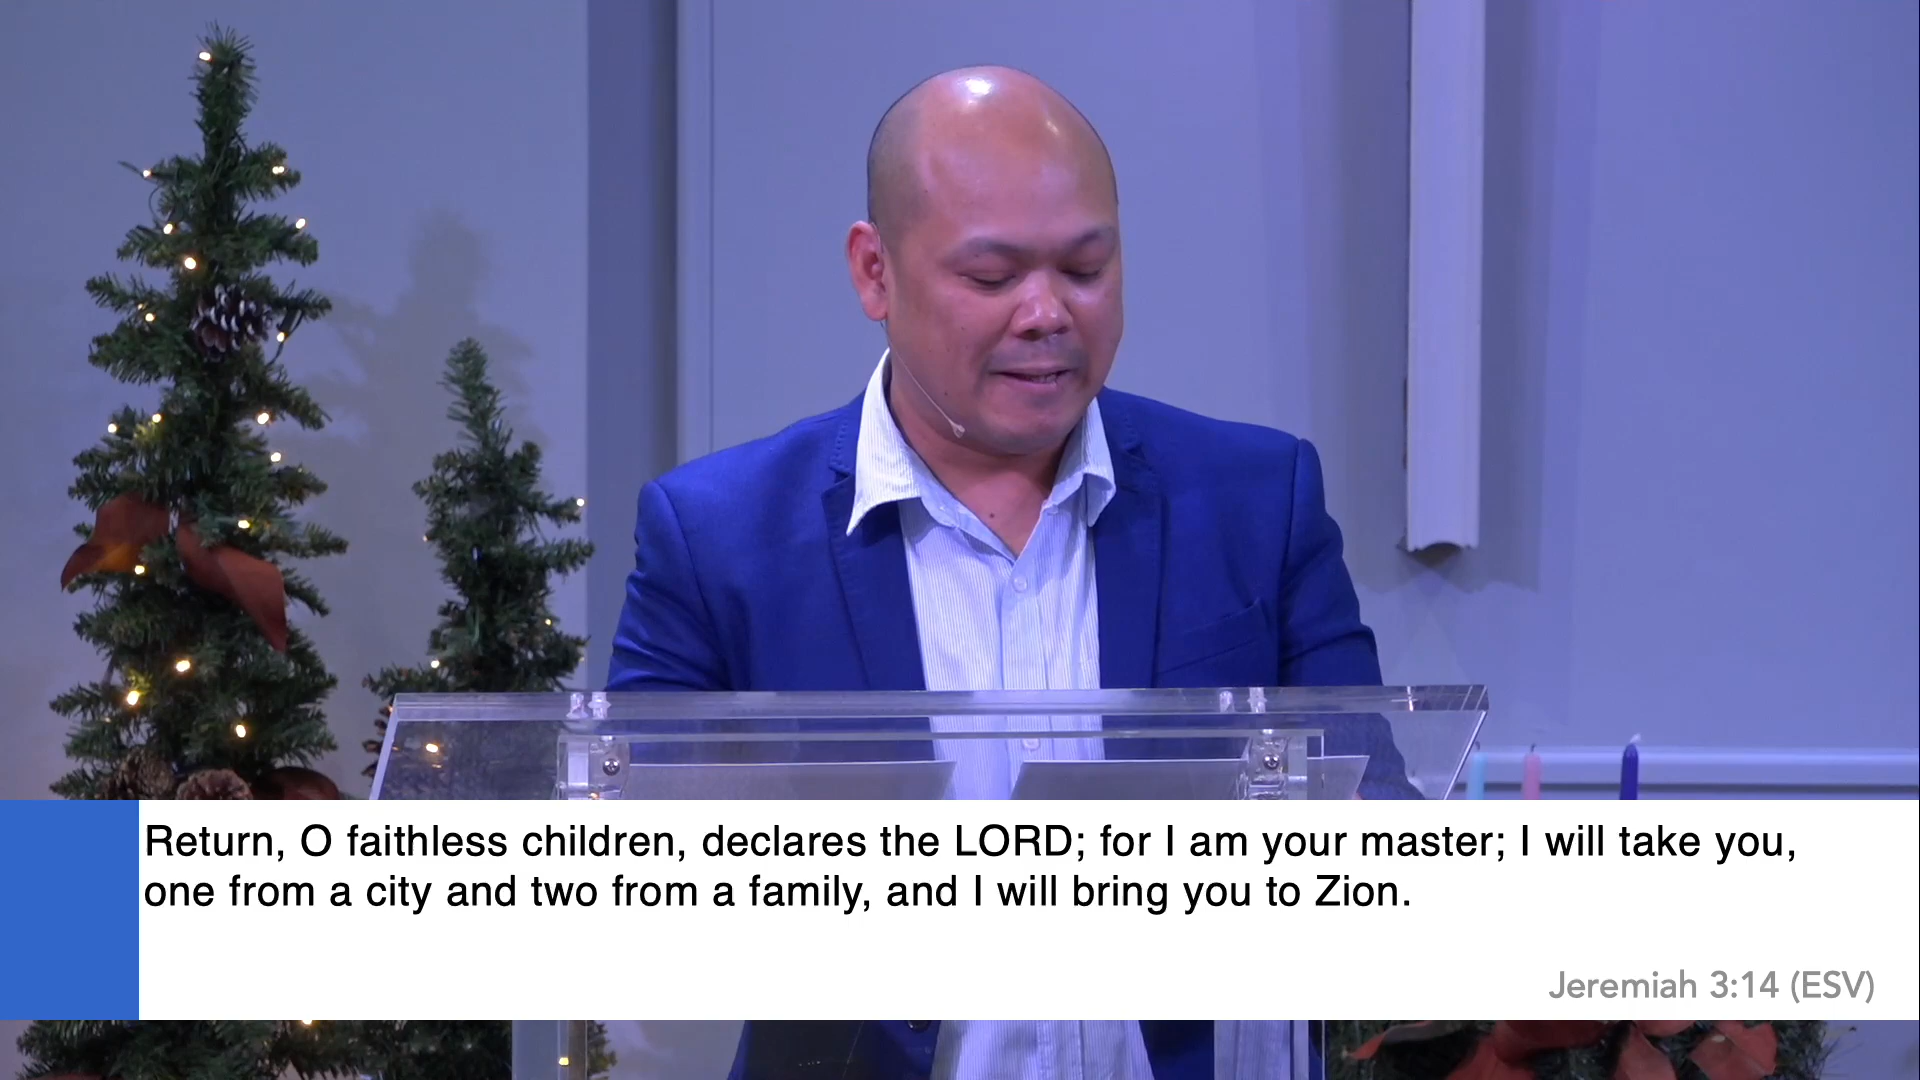 Return, O faithless children, declares the LORD; for I am your master; I will take you,
one from a city and two from a family, and I will bring you to Zion.
Jeremiah 3:14 (ESV)